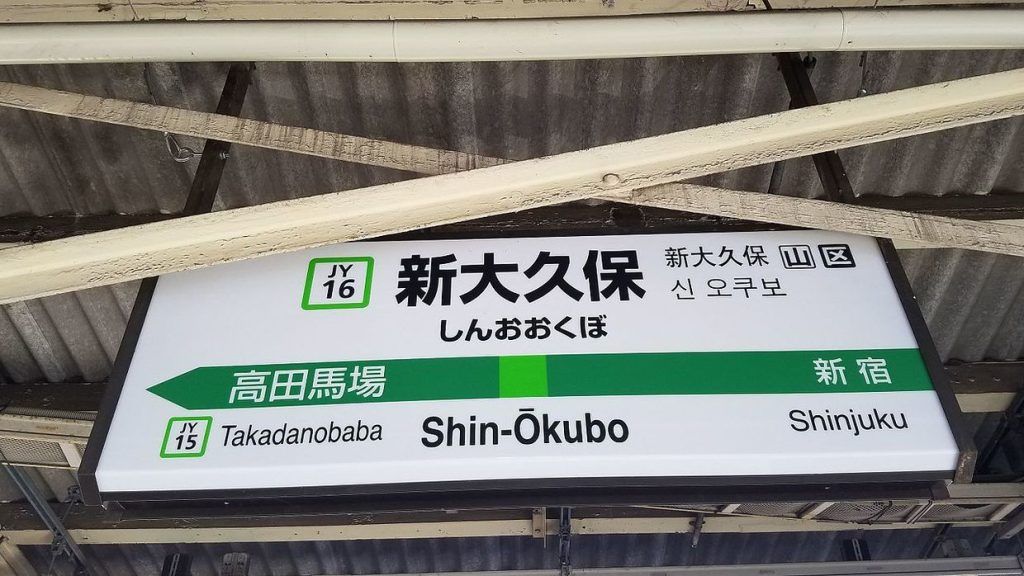 JY
16
新大久保
新大久保 山 区
신 오쿠보
しんおおくぼ
高田馬場
新宿
JY
15
Takadanobaba
Shin-Ōkubo
Shinjuku